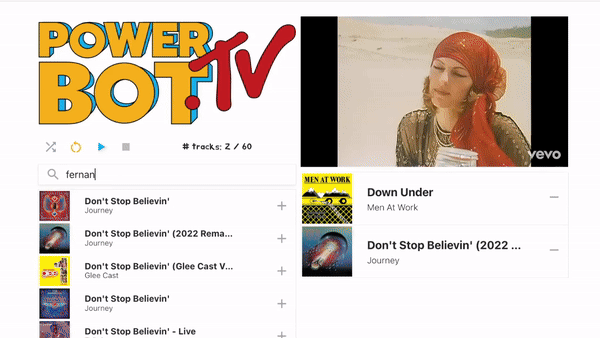 POWER
BOT.TV
# tracks: 2 / 60
fernan
Don't Stop Believin'
Journey
Don't Stop Believin' (2022 Rema...
Journey
Don't Stop Believin' (Glee Cast V...
Glee Cast
Don't Stop Believin'
Journey
Don't Stop Believin' - Live
vevo
MEN AT WORK
Down Under
Men At Work
Don't Stop Believin' (2022 ...
Journey